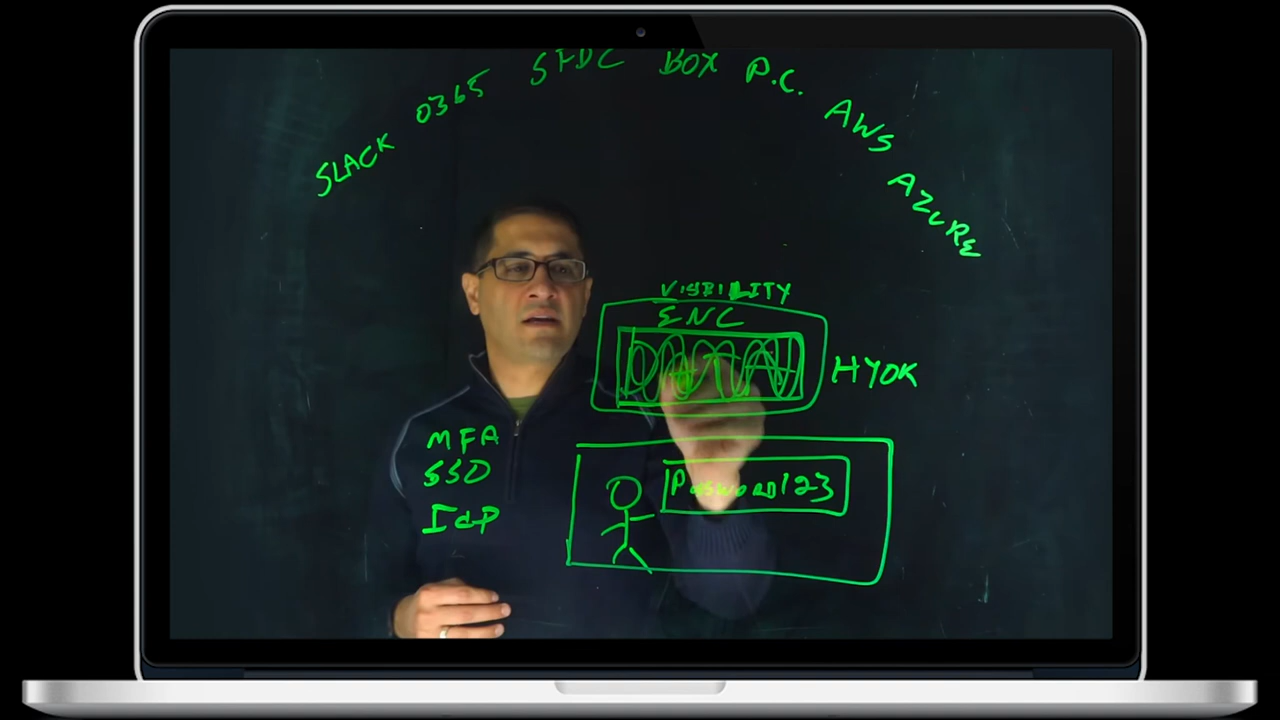 SLACK
O365
SFDC
BOX
P.C.
AWS
AZURE
VISIBILITY
ENC
DATA
HYOK
MFA
SSO
IdP
Password123